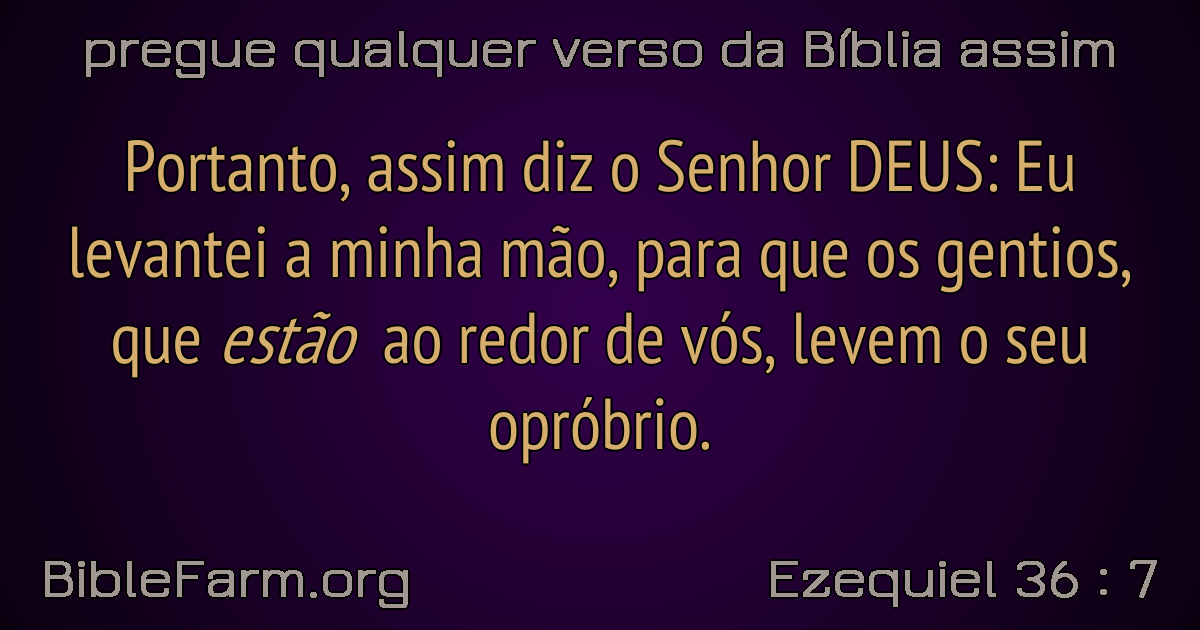 pregue qualquer verso da Bíblia assim
Portanto, assim diz o Senhor DEUS: Eu
levantei a minha mão, para que os gentios,
que estão ao redor de vós, levem o seu
opróbrio.
BibleFarm.org
Ezequiel 36 : 7